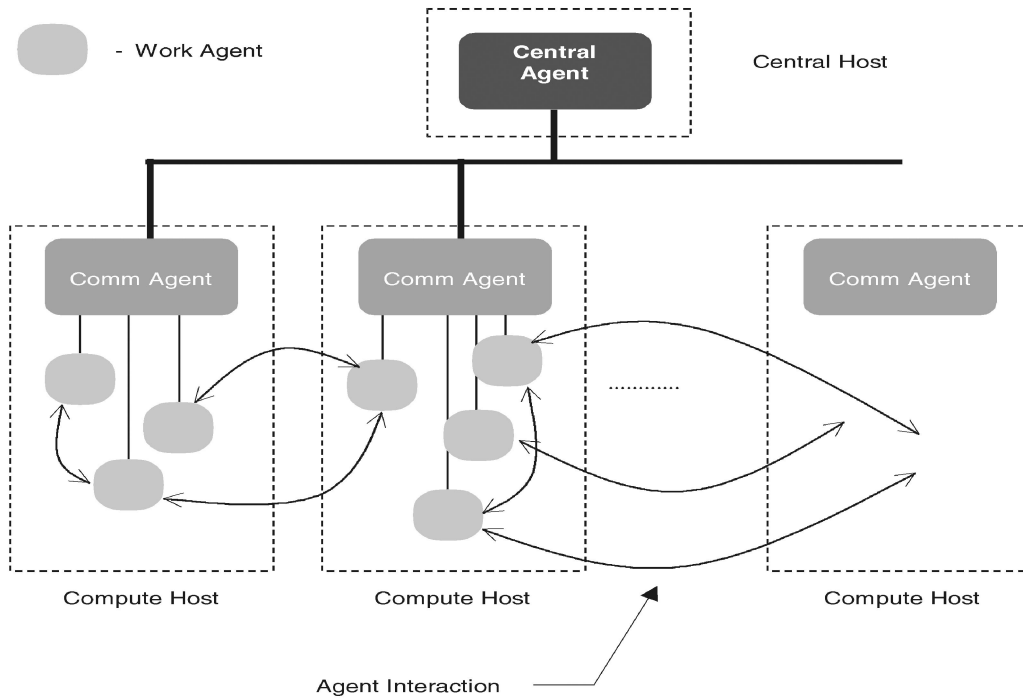 - Work Agent
Central
Agent
Central Host
Comm Agent
Comm Agent
Comm Agent
............
Compute Host
Compute Host
Compute Host
Agent Interaction